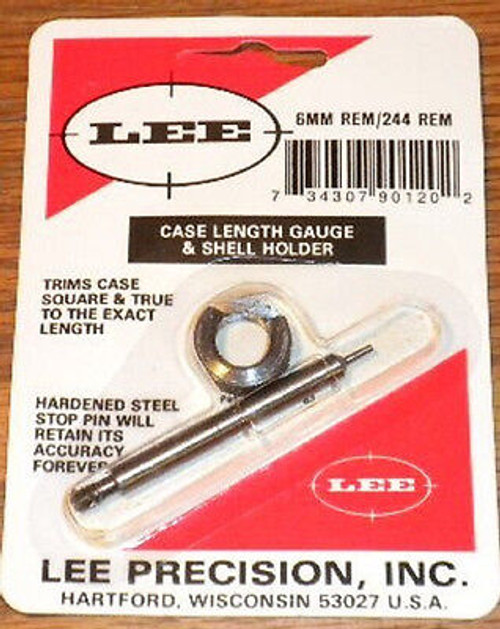 LEE
6MM REM/244 REM
7 34307 90120 2
CASE LENGTH GAUGE
& SHELL HOLDER
TRIMS CASE
SQUARE & TRUE
TO THE EXACT
LENGTH
HARDENED STEEL
STOP PIN WILL
RETAIN ITS
ACCURACY
FOREVER
LEE
LEE PRECISION, INC.
HARTFORD, WISCONSIN 53027 U.S.A.